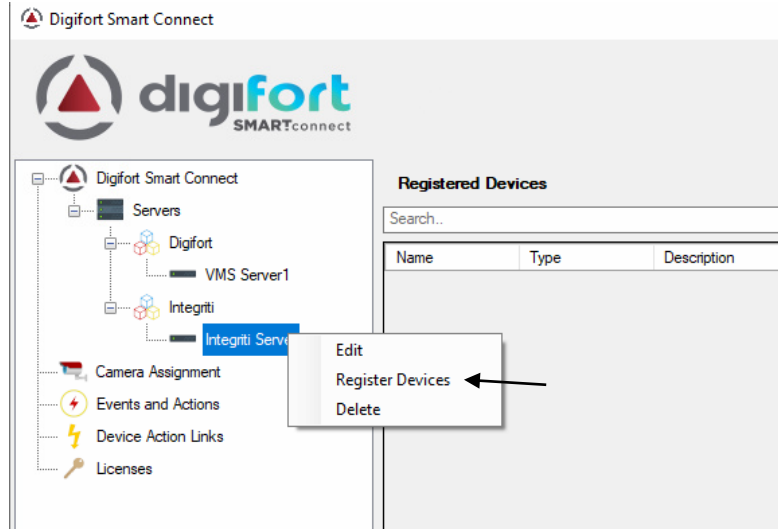 Digifort Smart Connect
digifort
SMARTconnect
Digifort Smart Connect
Servers
Digifort
VMS Server1
Integriti
Integriti Serve
Camera Assignment
Events and Actions
Device Action Links
Licenses
Registered Devices
Search..
Name Type Description
Edit
Register Devices
Delete